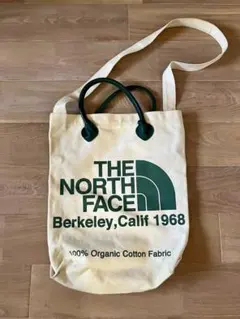 THE
NORTH
FACE
Berkeley, Calif 1968
100% Organic Cotton Fabric